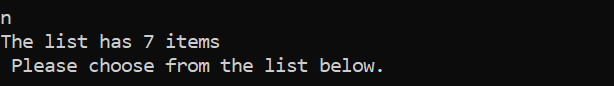 n
The list has 7 items
 Please choose from the list below.